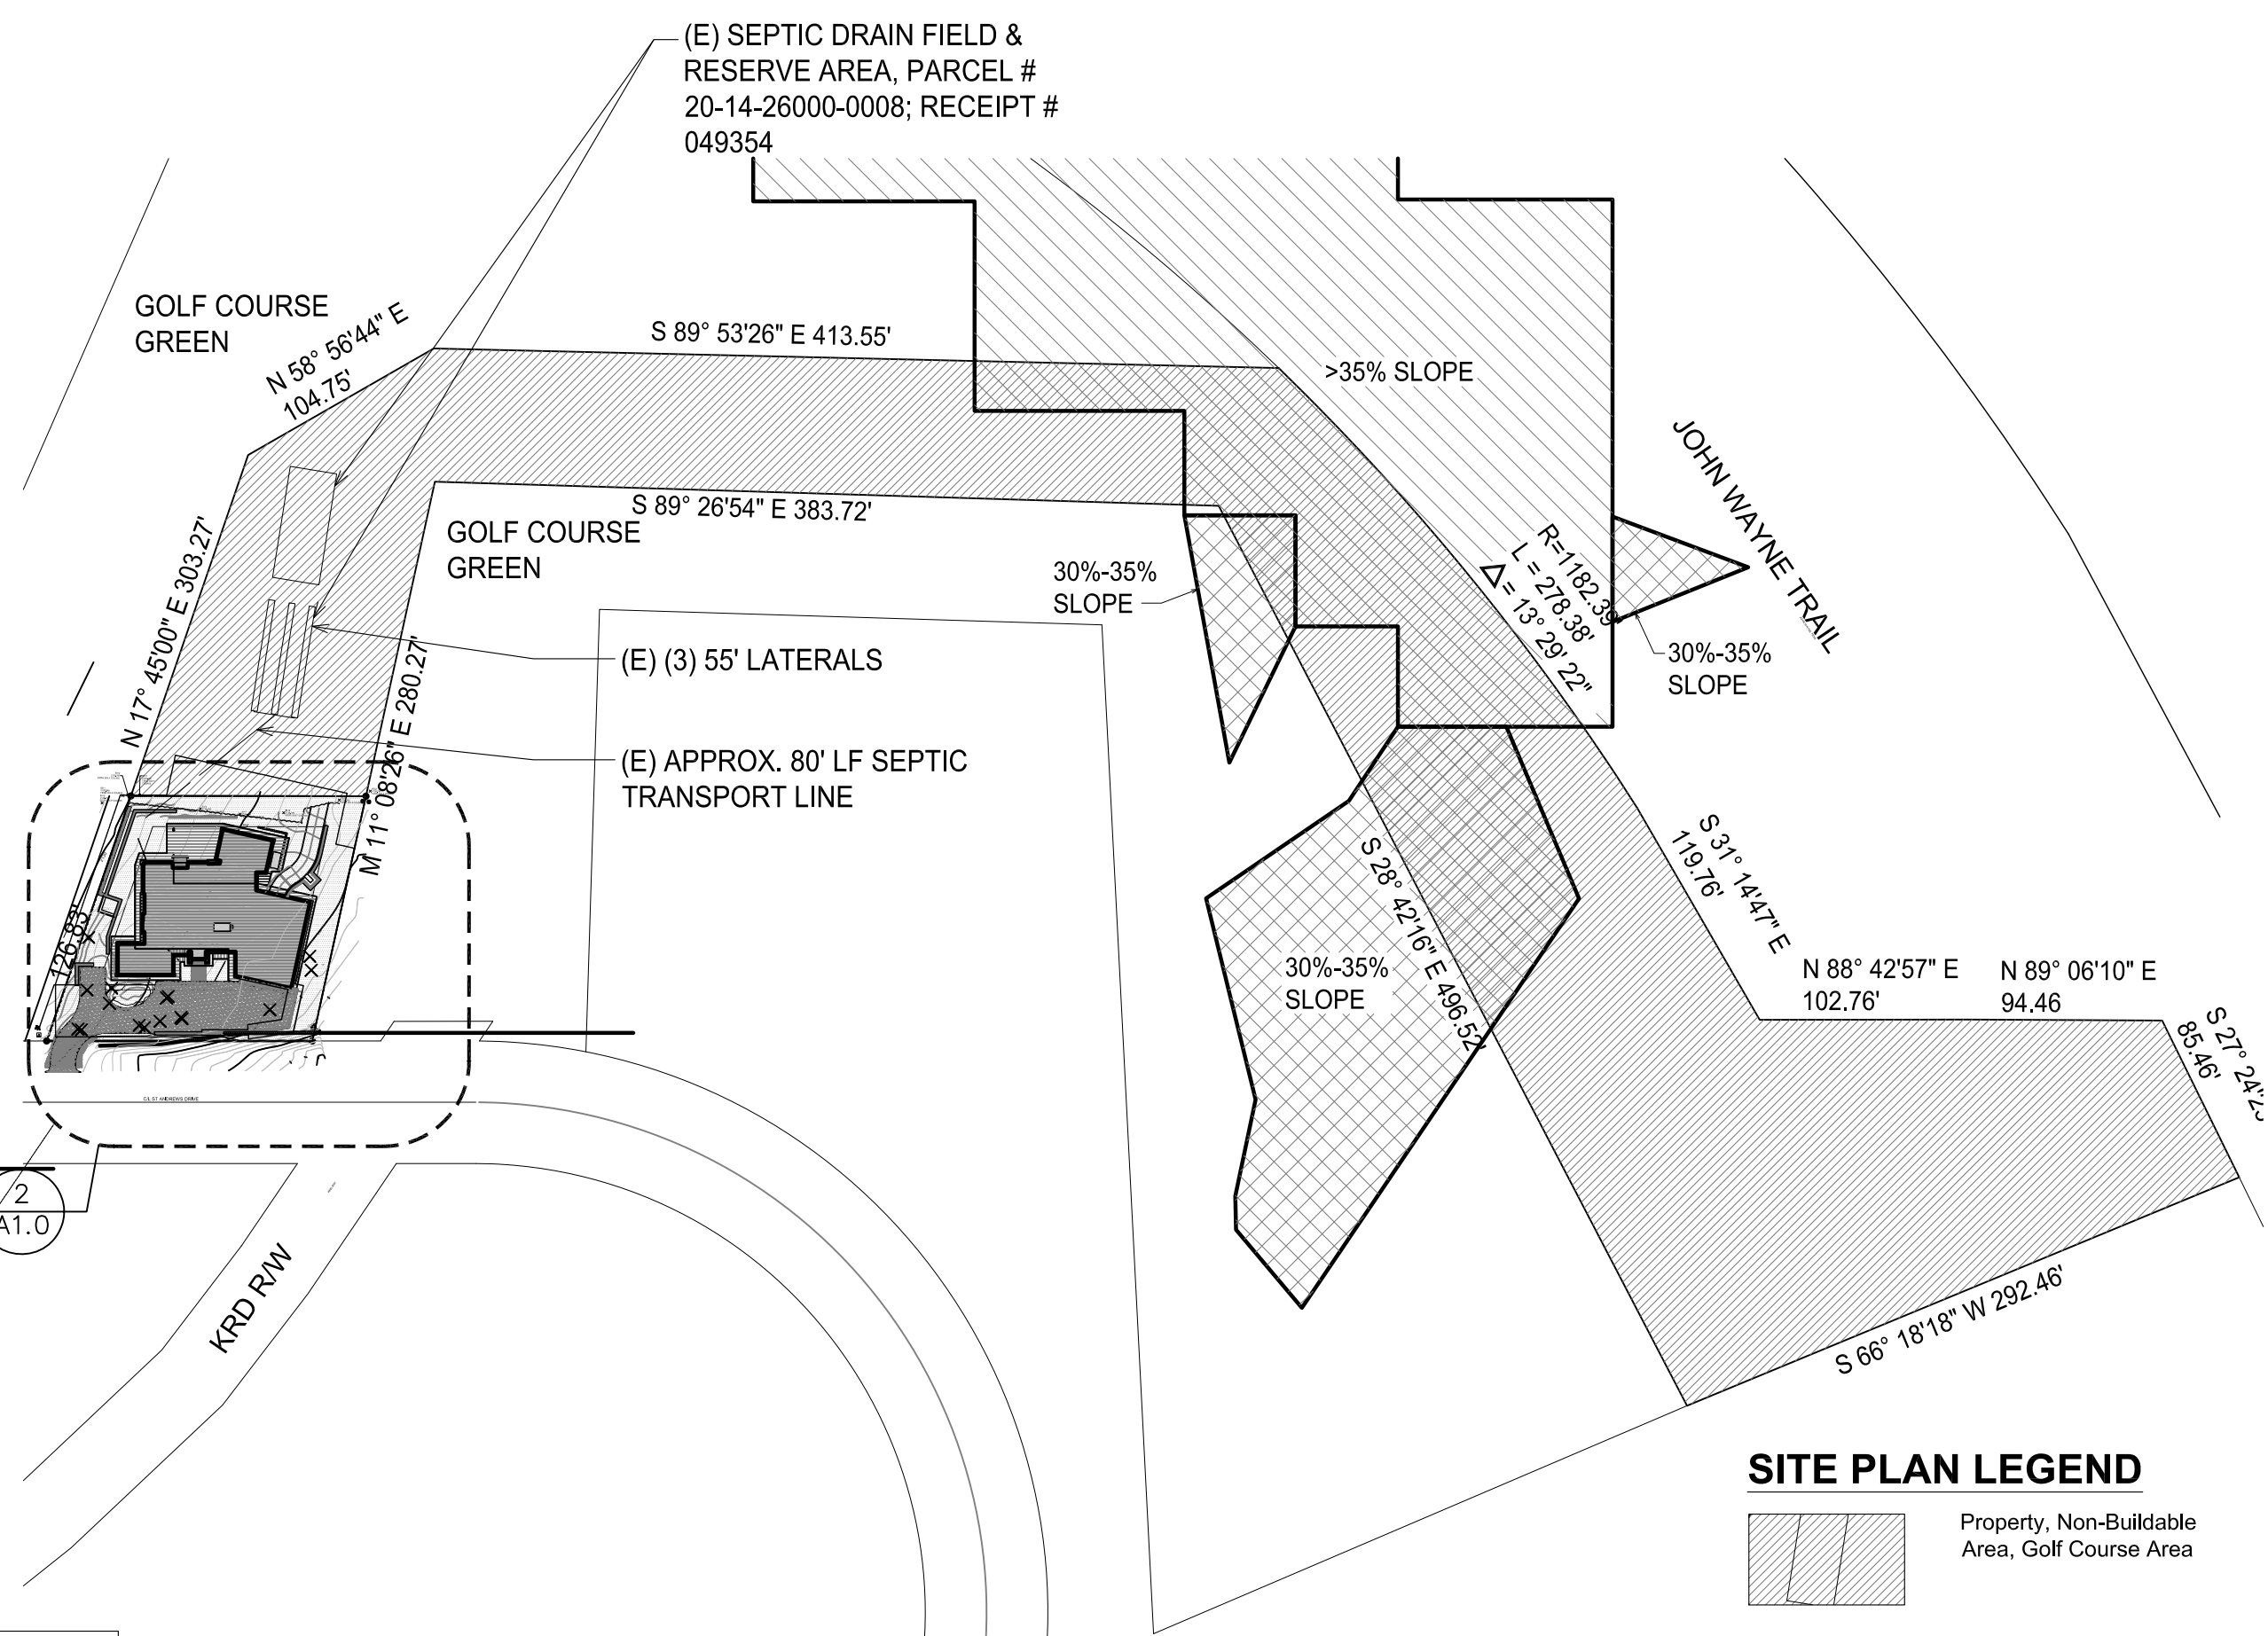 (E) SEPTIC DRAIN FIELD &
RESERVE AREA, PARCEL #
20-14-26000-0008; RECEIPT #
049354
GOLF COURSE
GREEN
N 58° 56'44" E
104.75'
S 89° 53'26" E 413.55'
>35% SLOPE
JOHN WAYNE TRAIL
S 89° 26'54" E 383.72'
GOLF COURSE
GREEN
N 17° 45'00" E 303.27'
R=1182.39
L = 278.38'
Δ = 13° 29' 22"
30%-35%
SLOPE
30%-35%
SLOPE
(E) (3) 55' LATERALS
M 11° 08'26" E 280.27'
(E) APPROX. 80' LF SEPTIC
TRANSPORT LINE
S 31° 14'47" E
119.76'
S 28° 42'16" E 496.52'
126.83'
30%-35%
SLOPE
N 88° 42'57" E
102.76'
N 89° 06'10" E
94.46
S 27° 24'23
85.46'
C/L ST ANDREWS DRIVE
2
A1.0
KRD R/W
S 66° 18'18" W 292.46'
SITE PLAN LEGEND
Property, Non-Buildable
Area, Golf Course Area